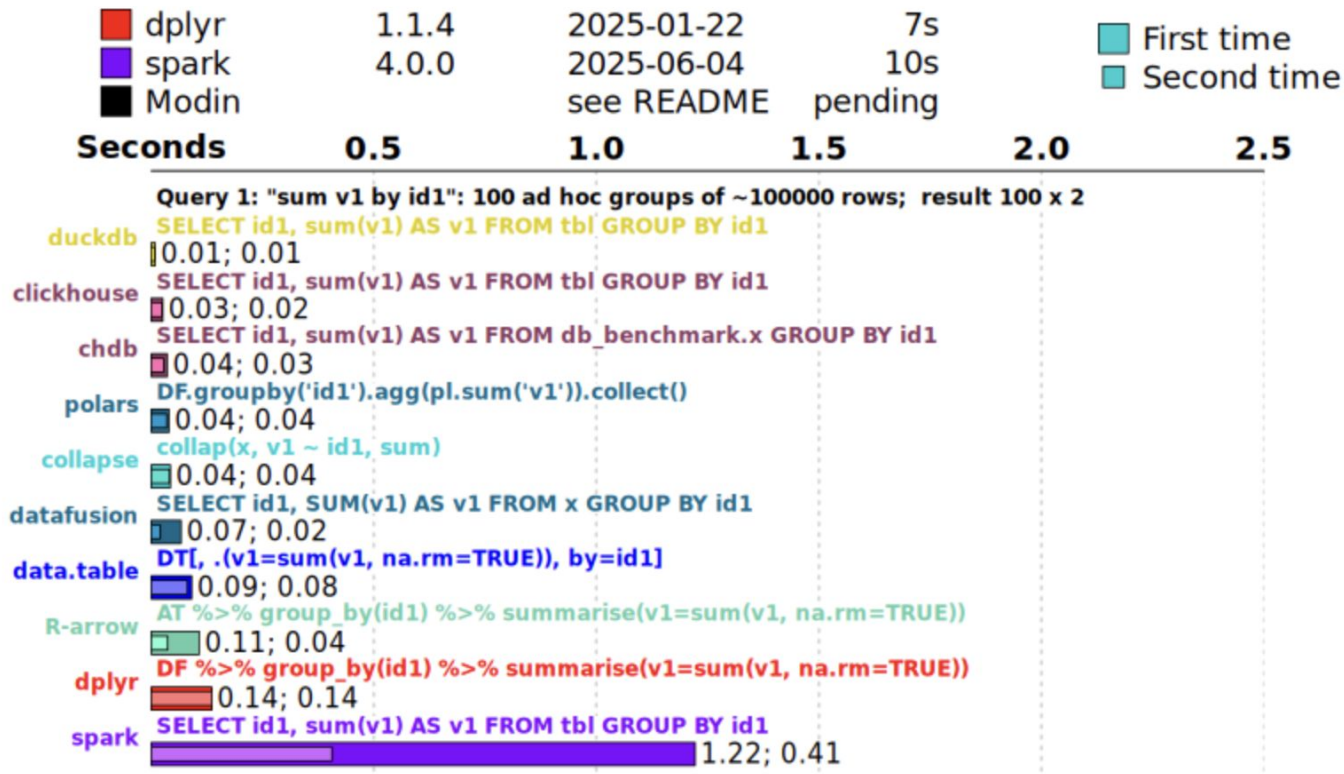 dplyr 1.1.4 2025-01-22 7s
spark 4.0.0 2025-06-04 10s
Modin see README pending
First time
Second time
Seconds 0.5 1.0 1.5 2.0 2.5
Query 1: "sum v1 by id1": 100 ad hoc groups of ~100000 rows;  result 100 x 2
duckdb
SELECT id1, sum(v1) AS v1 FROM tbl GROUP BY id1
0.01; 0.01
clickhouse
SELECT id1, sum(v1) AS v1 FROM tbl GROUP BY id1
0.03; 0.02
chdb
SELECT id1, sum(v1) AS v1 FROM db_benchmark.x GROUP BY id1
0.04; 0.03
polars
DF.groupby('id1').agg(pl.sum('v1')).collect()
0.04; 0.04
collapse
collap(x, v1 ~ id1, sum)
0.04; 0.04
datafusion
SELECT id1, SUM(v1) AS v1 FROM x GROUP BY id1
0.07; 0.02
data.table
DT[, .(v1=sum(v1, na.rm=TRUE)), by=id1]
0.09; 0.08
R-arrow
AT %>% group_by(id1) %>% summarise(v1=sum(v1, na.rm=TRUE))
0.11; 0.04
dplyr
DF %>% group_by(id1) %>% summarise(v1=sum(v1, na.rm=TRUE))
0.14; 0.14
spark
SELECT id1, sum(v1) AS v1 FROM tbl GROUP BY id1
1.22; 0.41